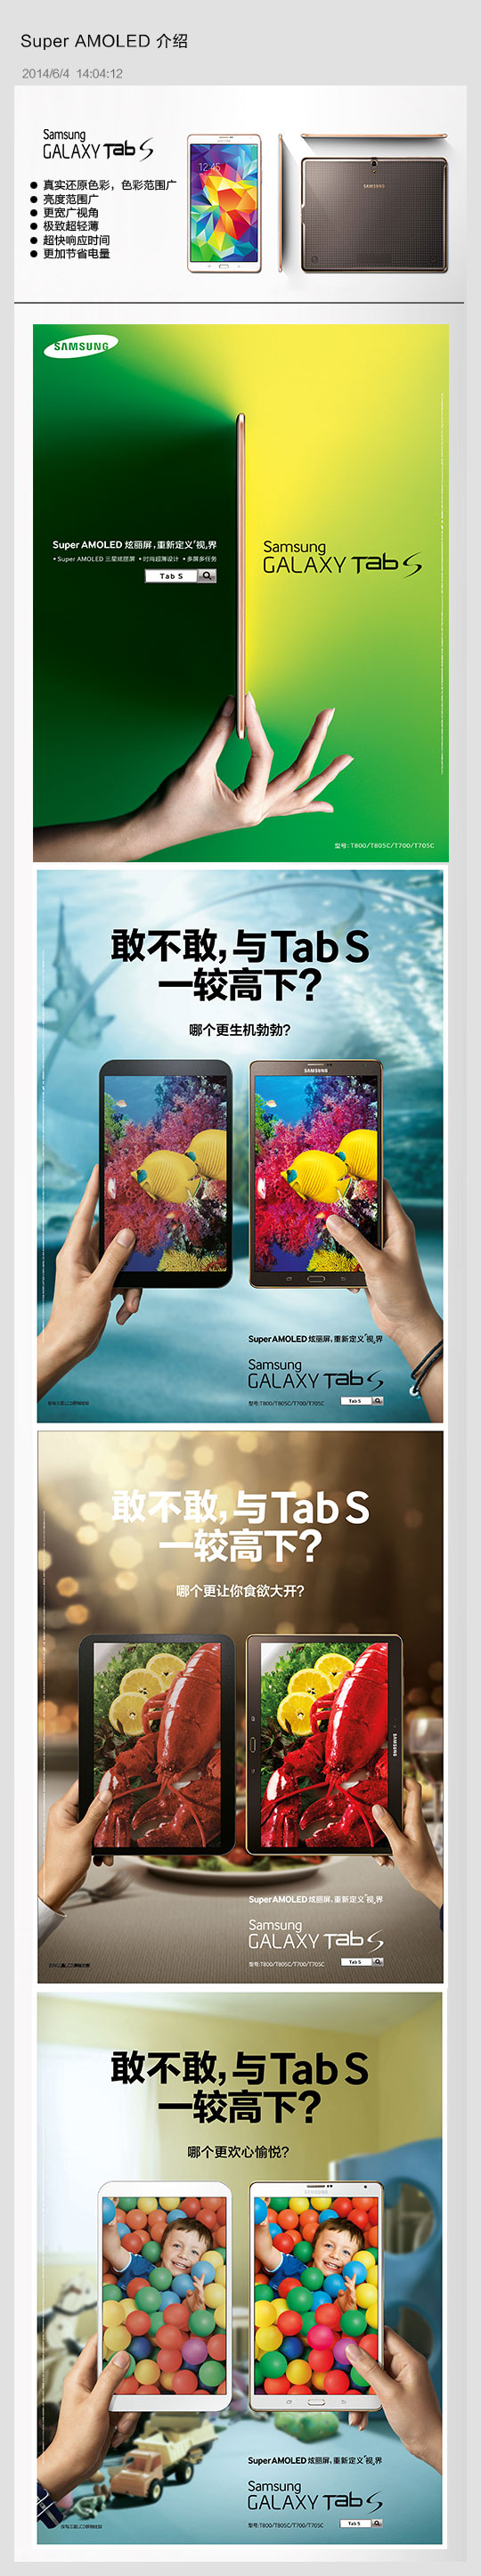 Super AMOLED 介绍
2014/6/4 14:04:12
Samsung
GALAXY Tab S
● 真实还原色彩，色彩范围广
● 亮度范围广
● 更宽广视角
● 极致超轻薄
● 超快响应时间
● 更加节省电量
12:45
SAMSUNG
SAMSUNG
Super AMOLED 炫丽屏,重新定义"视"界
• Super AMOLED 三星炫丽屏 • 时尚超薄设计 • 多屏多任务
Tab S
Samsung
GALAXY Tab S
型号: T800/T805C/T700/T705C
敢不敢,与Tab S
一较高下?
哪个更生机勃勃?
SAMSUNG
Super AMOLED 炫丽屏,重新定义"视"界
Samsung
GALAXY Tab S
型号:T800/T805C/T700/T705C
Tab S
敢不敢,与Tab S
一较高下?
哪个更让你食欲大开?
SAMSUNG
Super AMOLED 炫丽屏,重新定义"视"界
Samsung
GALAXY Tab S
型号:T800/T805C/T700/T705C
Tab S
敢不敢,与Tab S
一较高下?
哪个更欢心愉悦?
SAMSUNG
Super AMOLED 炫丽屏,重新定义"视"界
Samsung
GALAXY Tab S
型号:T800/T805C/T700/T705C
Tab S